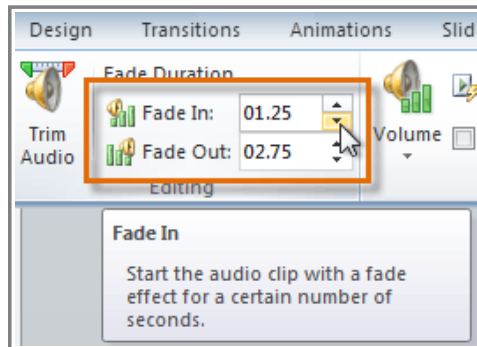 Design Transitions Animations Slid
Fade Duration
Fade In: 01.25
Trim Audio
Fade Out: 02.75
Volume
Editing
Fade In
Start the audio clip with a fade
effect for a certain number of
seconds.